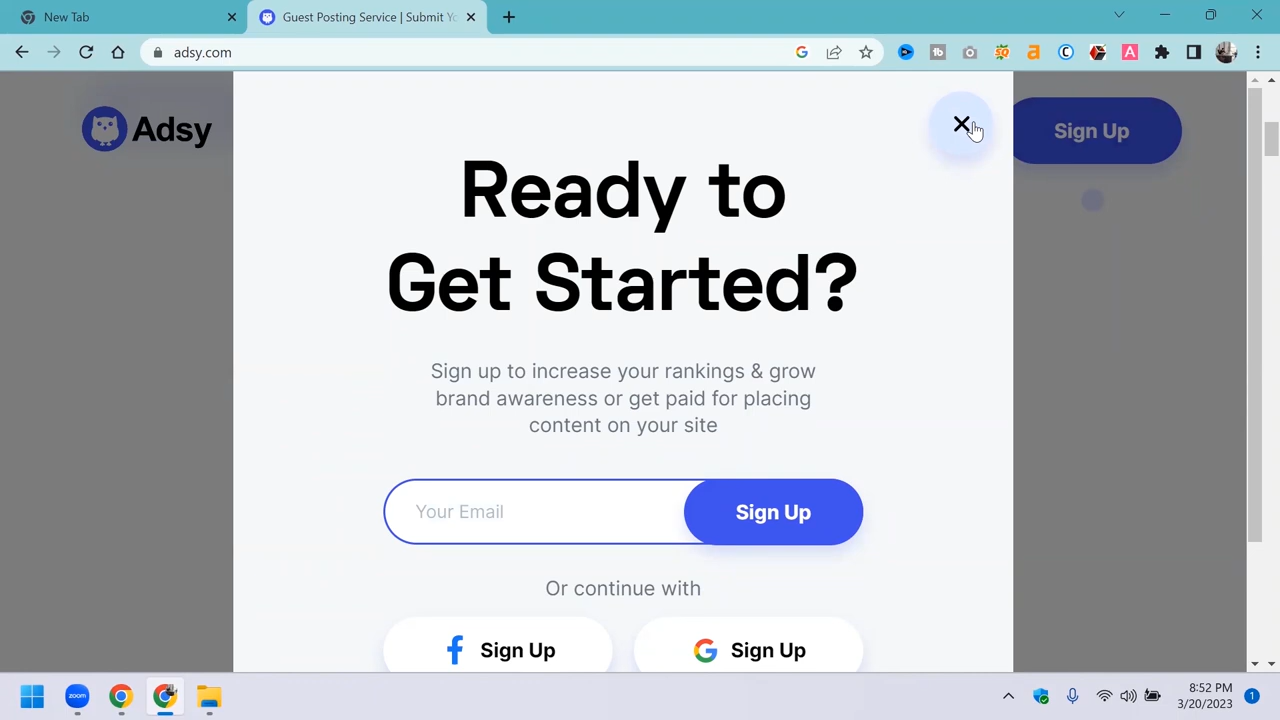 New Tab
Guest Posting Service | Submit Yo
adsy.com
Adsy
Sign Up
Ready to
Get Started?
Sign up to increase your rankings & grow
brand awareness or get paid for placing
content on your site
Your Email
Sign Up
Or continue with
Sign Up
Sign Up
zoom
8:52 PM
3/20/2023
1